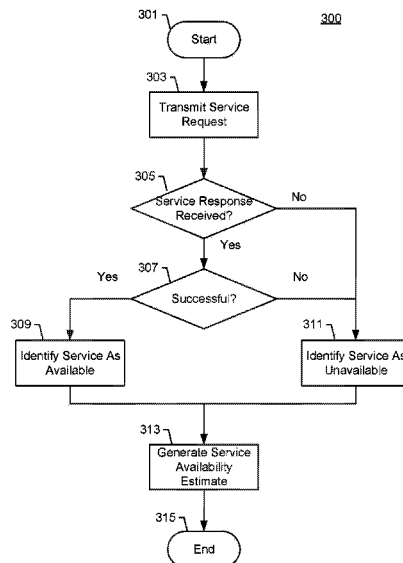 301
300
Start
303
Transmit Service
Request
305
Service Response
Received?
No
Yes
307
Yes
Successful?
No
309
311
Identify Service As
Available
Identify Service As
Unavailable
313
Generate Service
Availability
Estimate
315
End